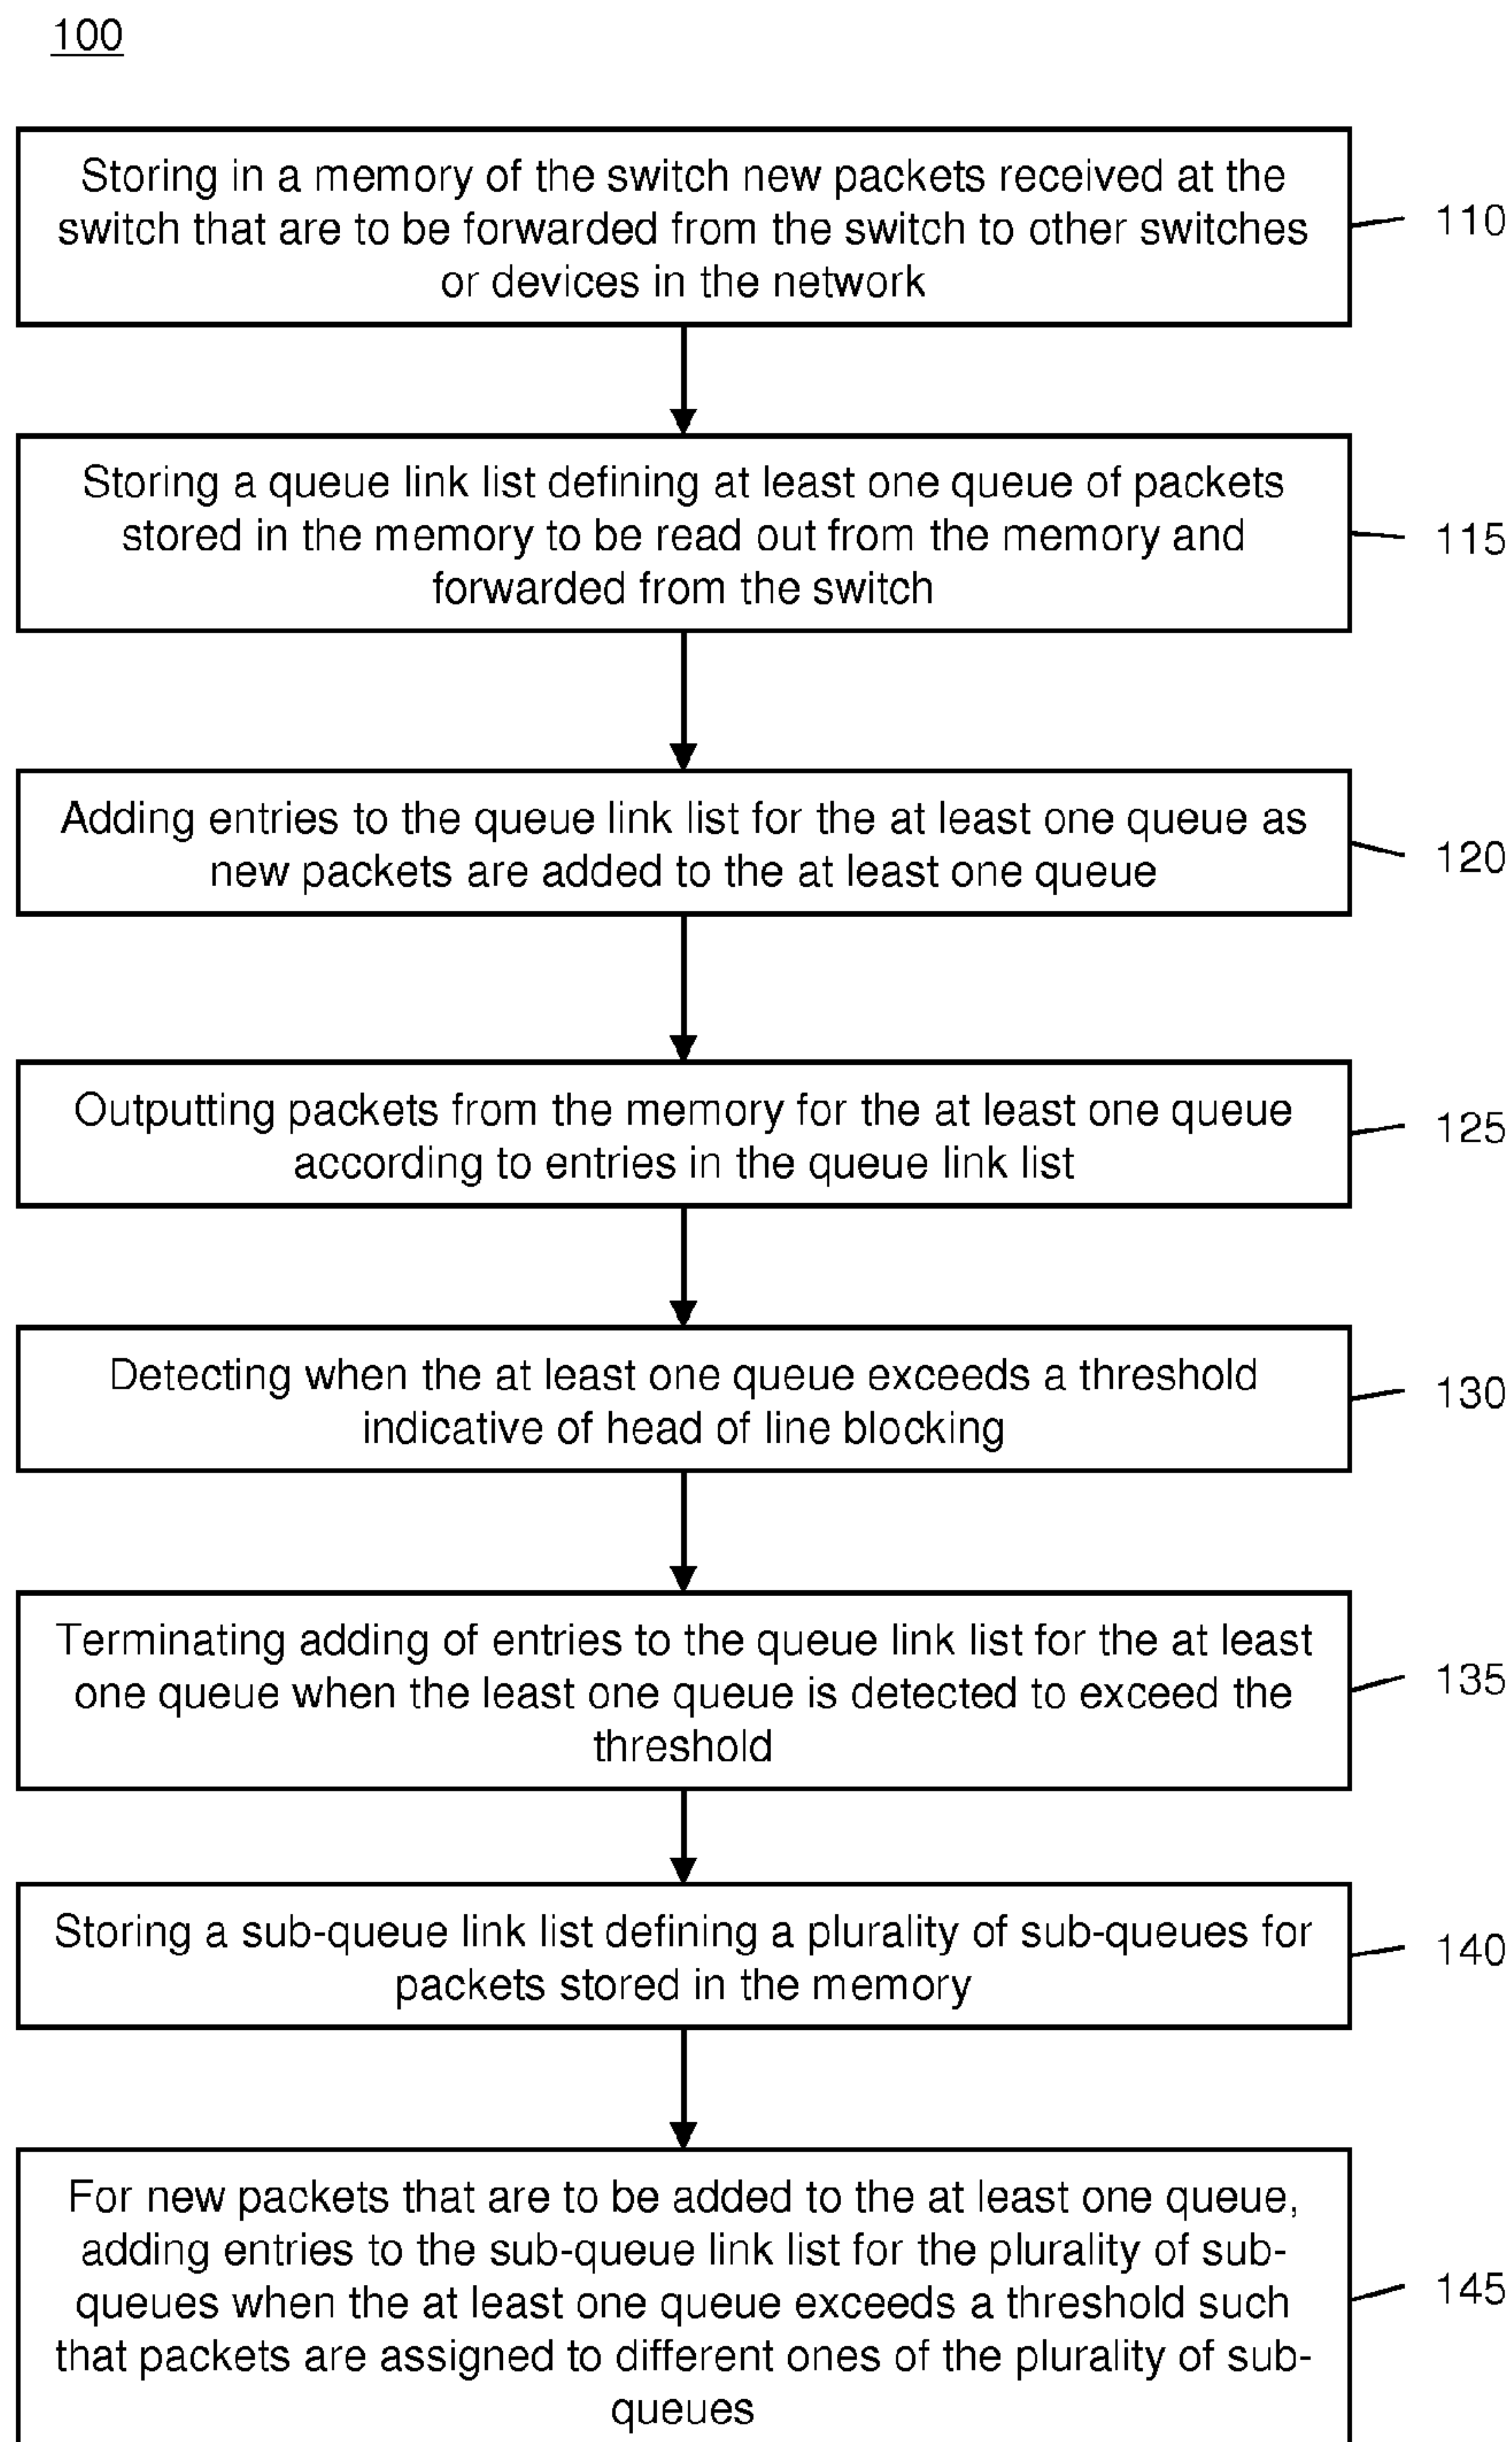 100
Storing in a memory of the switch new packets received at the
switch that are to be forwarded from the switch to other switches
or devices in the network
110
Storing a queue link list defining at least one queue of packets
stored in the memory to be read out from the memory and
forwarded from the switch
115
Adding entries to the queue link list for the at least one queue as
new packets are added to the at least one queue
120
Outputting packets from the memory for the at least one queue
according to entries in the queue link list
125
Detecting when the at least one queue exceeds a threshold
indicative of head of line blocking
130
Terminating adding of entries to the queue link list for the at least
one queue when the least one queue is detected to exceed the
threshold
135
Storing a sub-queue link list defining a plurality of sub-queues for
packets stored in the memory
140
For new packets that are to be added to the at least one queue,
adding entries to the sub-queue link list for the plurality of sub-
queues when the at least one queue exceeds a threshold such
that packets are assigned to different ones of the plurality of sub-
queues
145